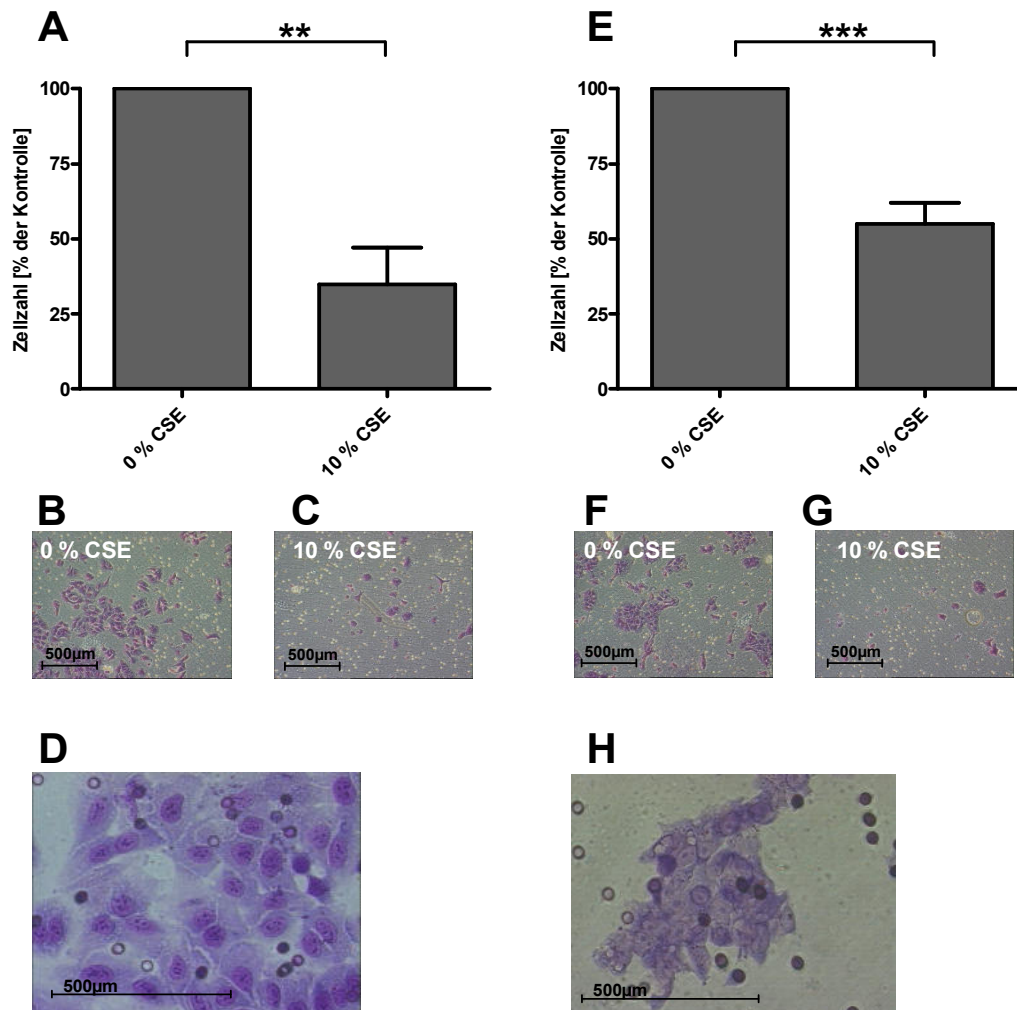 A
**
Zellzahl [% der Kontrolle]
100
75
50
25
0
0 % CSE
10 % CSE
E
***
Zellzahl [% der Kontrolle]
100
75
50
25
0
0 % CSE
10 % CSE
B
0 % CSE
500µm
C
10 % CSE
500µm
F
0 % CSE
500µm
G
10 % CSE
500µm
D
500µm
H
500µm